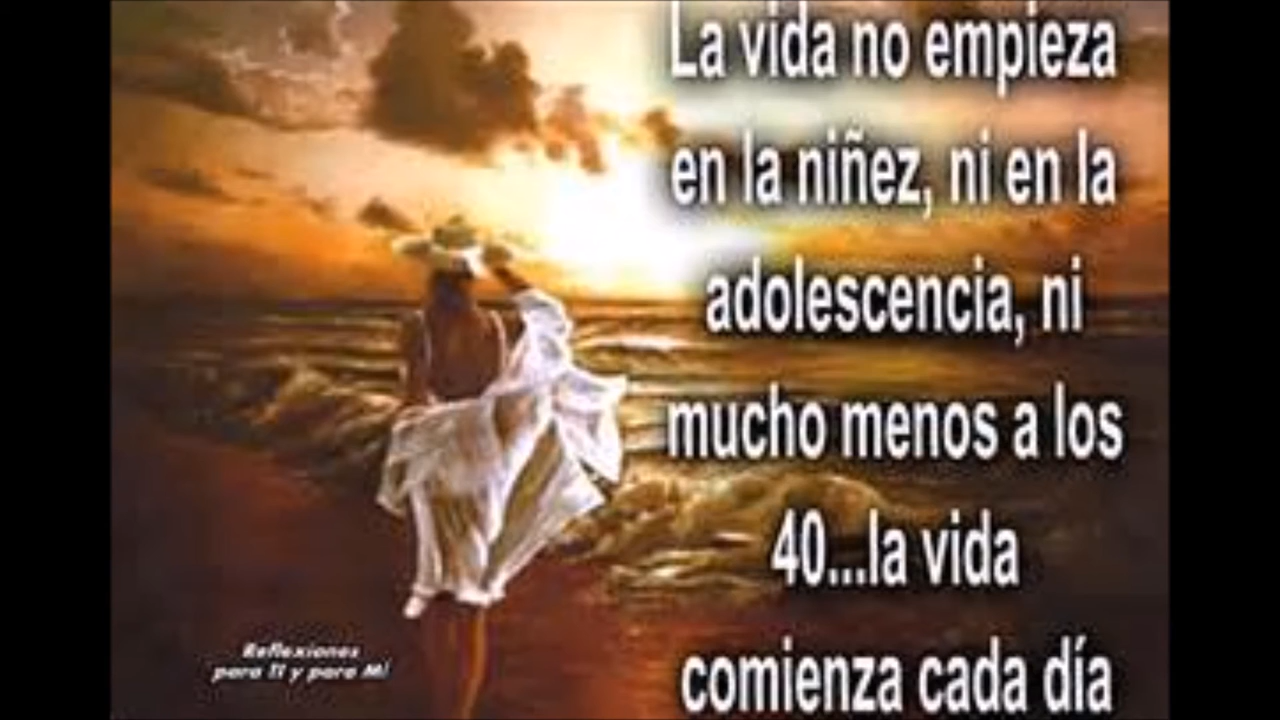 La vida no empieza
en la niñez, ni en la
adolescencia, ni
mucho menos a los
40...la vida
comienza cada día
Reflexiones
para TI y para Mí